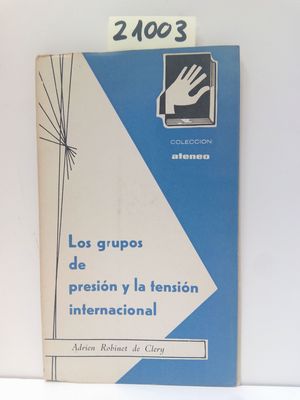 21003
COLECCION
ateneo
Los grupos
de
presión y la tensión
internacional
Adrien Robinet de Clery